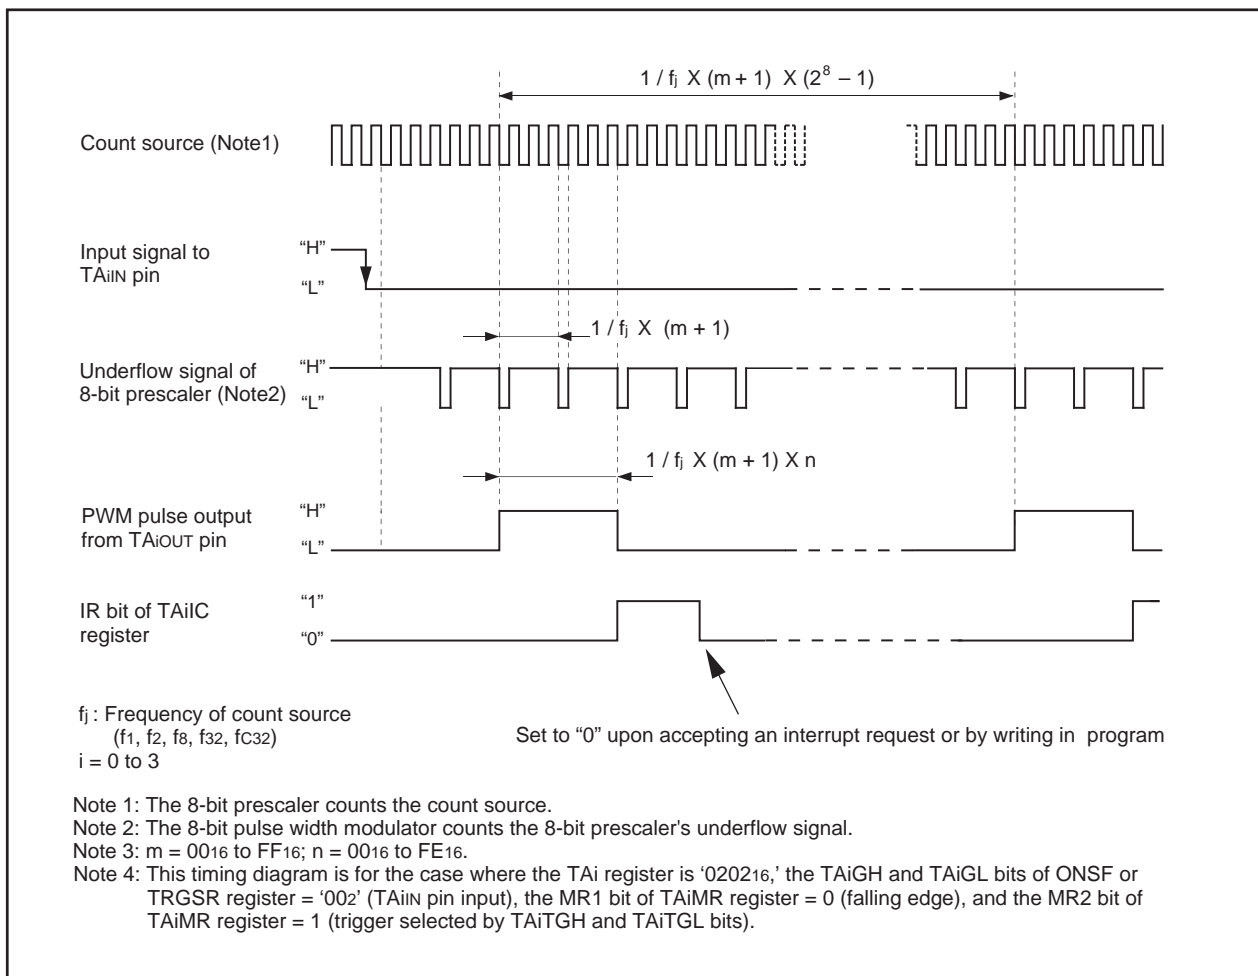 1 / fj X (m + 1) X (2⁸ – 1)
Count source (Note1)
Input signal to
TAiIN pin
“H”
“L”
1 / fj X (m + 1)
Underflow signal of
8-bit prescaler (Note2)
“H”
“L”
1 / fj X (m + 1) X n
PWM pulse output
from TAiOUT pin
“H”
“L”
IR bit of TAiIC
register
“1”
“0”
fj : Frequency of count source
(f1, f2, f8, f32, fC32)
i = 0 to 3
Set to “0” upon accepting an interrupt request or by writing in program
Note 1: The 8-bit prescaler counts the count source.
Note 2: The 8-bit pulse width modulator counts the 8-bit prescaler's underflow signal.
Note 3: m = 0016 to FF16; n = 0016 to FE16.
Note 4: This timing diagram is for the case where the TAi register is ‘020216,’ the TAiGH and TAiGL bits of ONSF or
TRGSR register = ‘002’ (TAiIN pin input), the MR1 bit of TAiMR register = 0 (falling edge), and the MR2 bit of
TAiMR register = 1 (trigger selected by TAiTGH and TAiTGL bits).